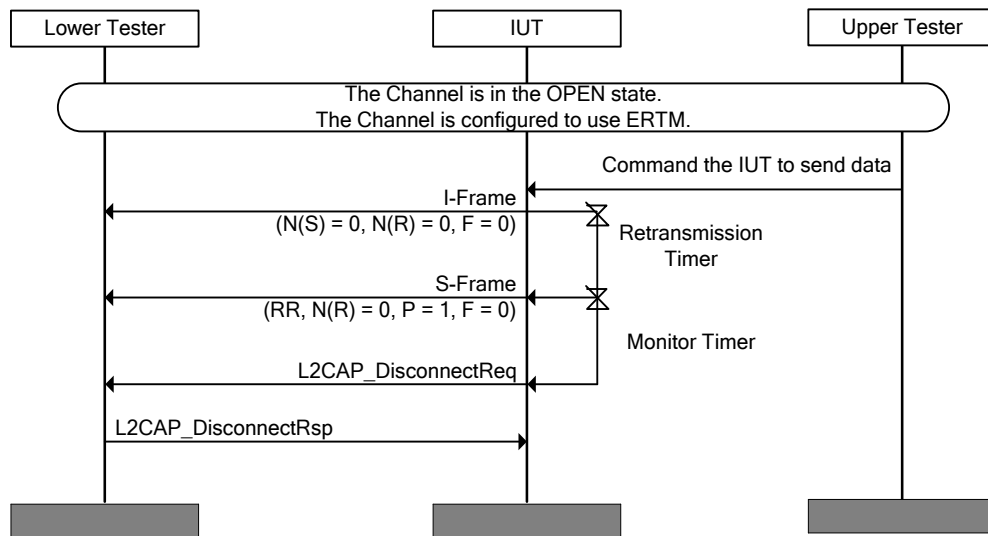 Lower Tester
IUT
Upper Tester
The Channel is in the OPEN state.
The Channel is configured to use ERTM.
Command the IUT to send data
I-Frame
(N(S) = 0, N(R) = 0, F = 0)
Retransmission
Timer
S-Frame
(RR, N(R) = 0, P = 1, F = 0)
Monitor Timer
L2CAP_DisconnectReq
L2CAP_DisconnectRsp